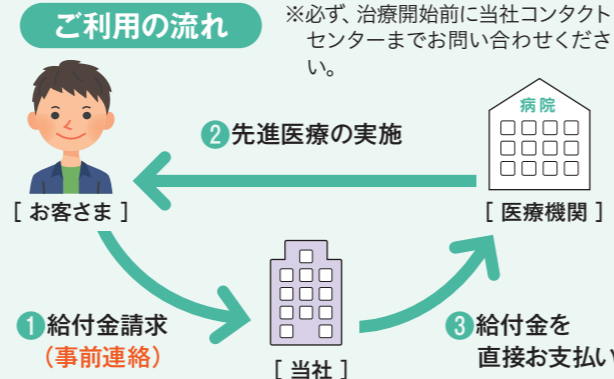 ご利用の流れ
※必ず、治療開始前に当社コンタクト
センターまでお問い合わせくださ
い。
病院
❷先進医療の実施
[ お客さま ]
[ 医療機関 ]
❶給付金請求
（事前連絡）
[ 当社 ]
❸給付金を
直接お支払い